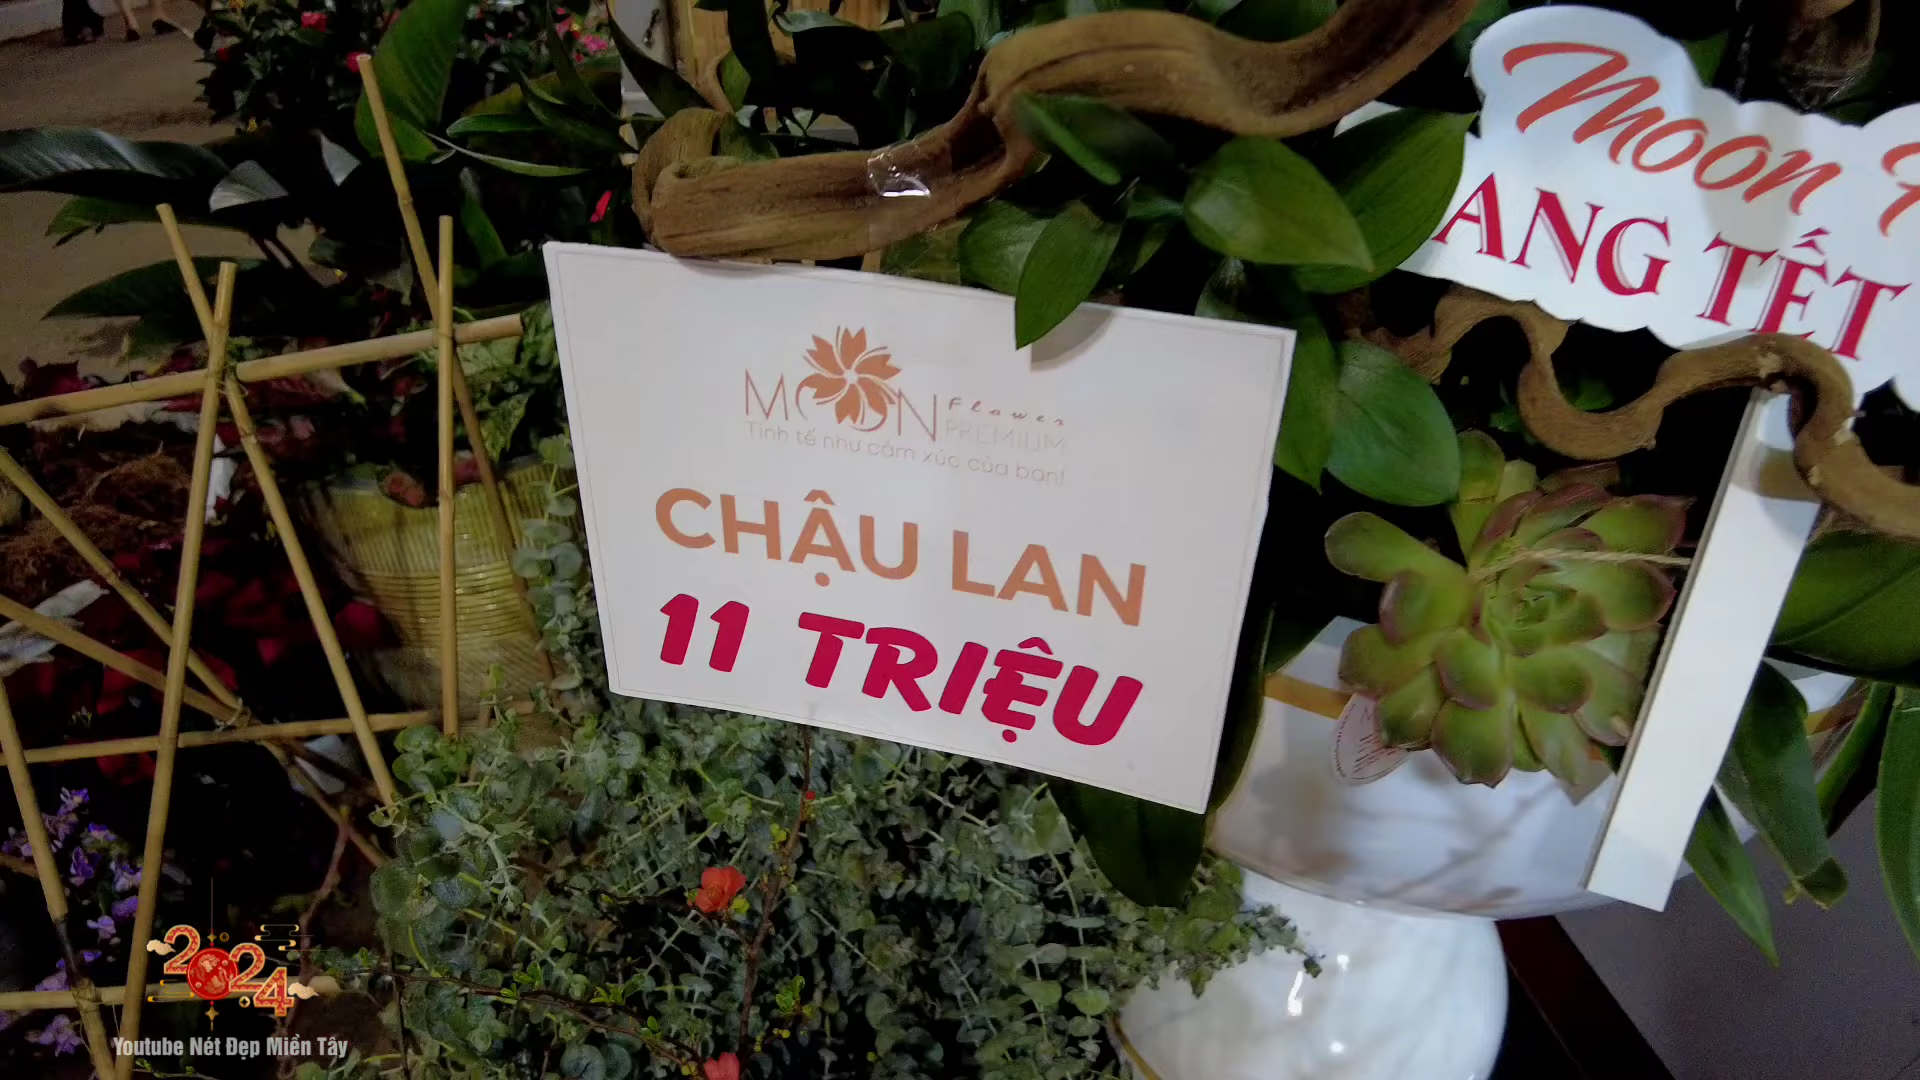 MOON Flower
PREMIUM
Tinh tế như cảm xúc của bạn!
CHẬU LAN
11 TRIỆU
Moon
ANG TẾT
2024
Youtube Nét Đẹp Miền Tây